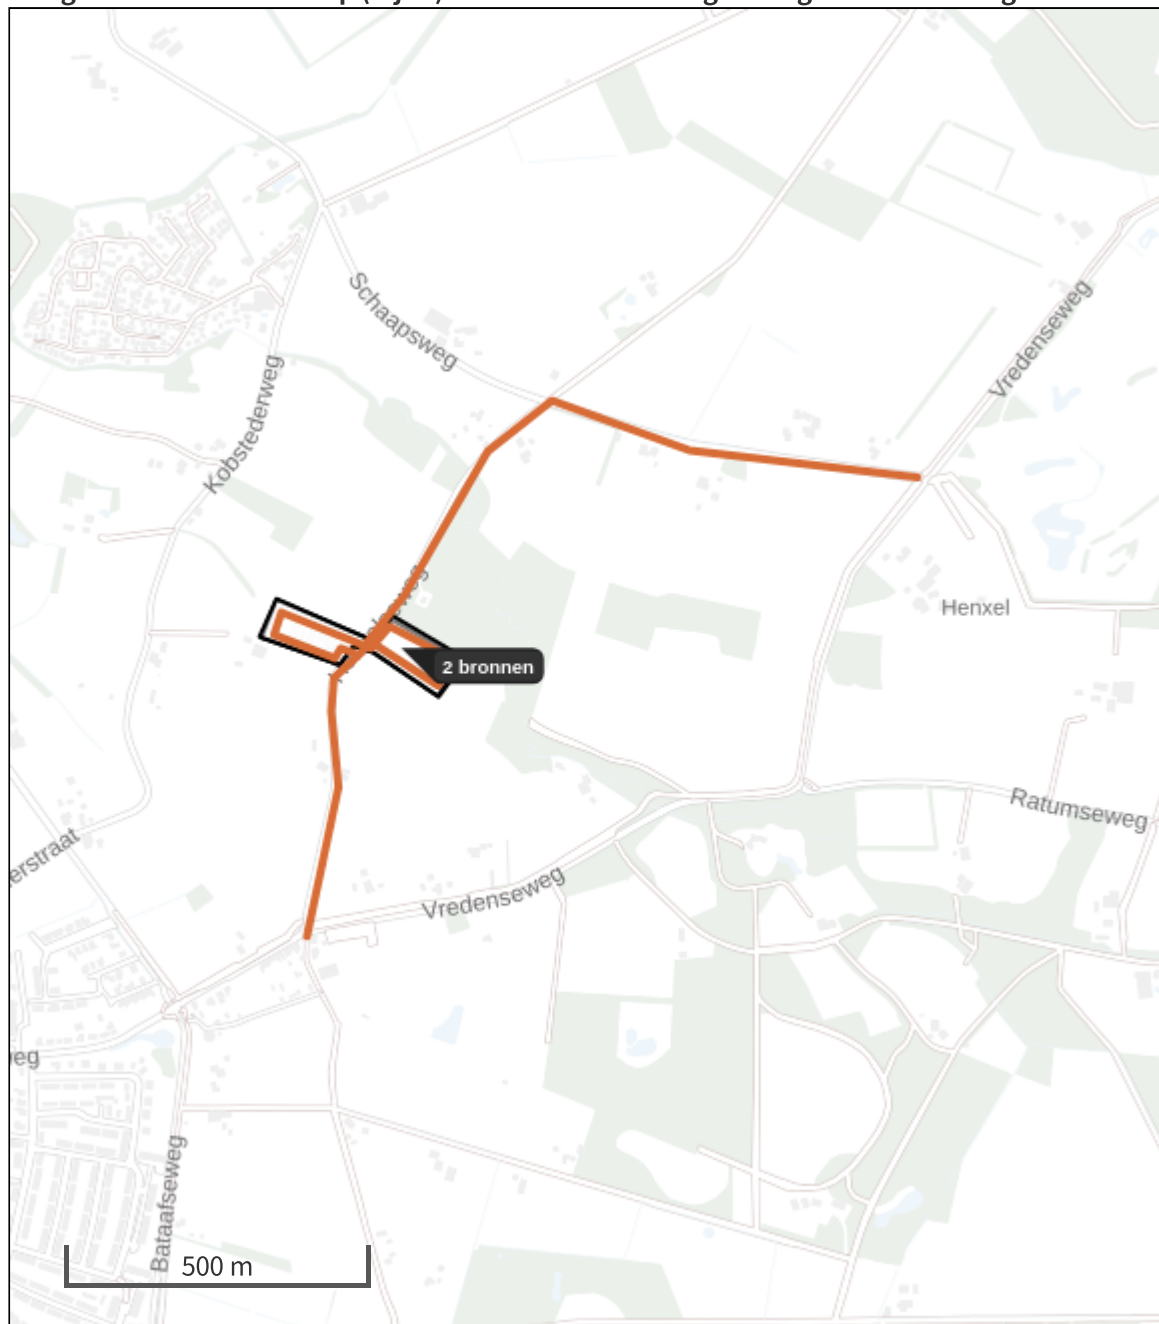 Schaapsweg
Vredenseweg
Kobstederweg
Henxel
2 bronnen
Ratumseweg
erstraat
Vredenseweg
eg
Bataafseweg
500 m